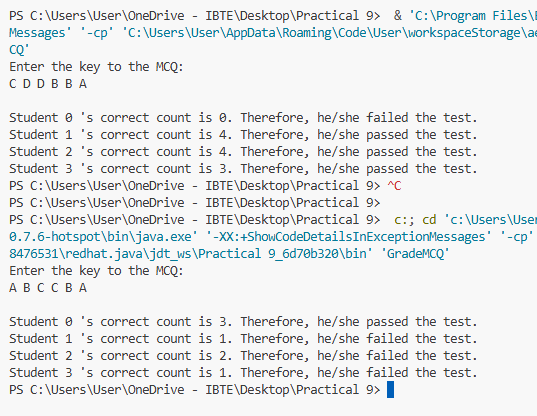 PS C:\Users\User\OneDrive - IBTE\Desktop\Practical 9>  & 'C:\Program Files\E
Messages' '-cp' 'C:\Users\User\AppData\Roaming\Code\User\workspaceStorage\ae
CQ'
Enter the key to the MCQ:
C D D B B A

Student 0 's correct count is 0. Therefore, he/she failed the test.
Student 1 's correct count is 4. Therefore, he/she passed the test.
Student 2 's correct count is 4. Therefore, he/she passed the test.
Student 3 's correct count is 3. Therefore, he/she passed the test.
PS C:\Users\User\OneDrive - IBTE\Desktop\Practical 9> ^C
PS C:\Users\User\OneDrive - IBTE\Desktop\Practical 9>
PS C:\Users\User\OneDrive - IBTE\Desktop\Practical 9>  c:; cd 'c:\Users\User
0.7.6-hotspot\bin\java.exe' '-XX:+ShowCodeDetailsInExceptionMessages' '-cp'
8476531\redhat.java\jdt_ws\Practical 9_6d70b320\bin' 'GradeMCQ'
Enter the key to the MCQ:
A B C C B A

Student 0 's correct count is 3. Therefore, he/she passed the test.
Student 1 's correct count is 1. Therefore, he/she failed the test.
Student 2 's correct count is 2. Therefore, he/she failed the test.
Student 3 's correct count is 1. Therefore, he/she failed the test.
PS C:\Users\User\OneDrive - IBTE\Desktop\Practical 9>